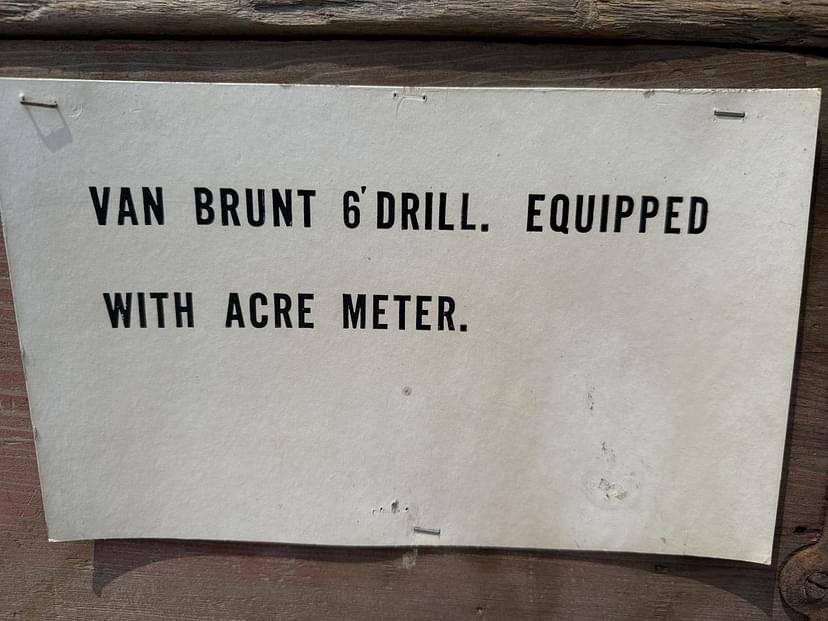 VAN BRUNT 6' DRILL. EQUIPPED
WITH ACRE METER.